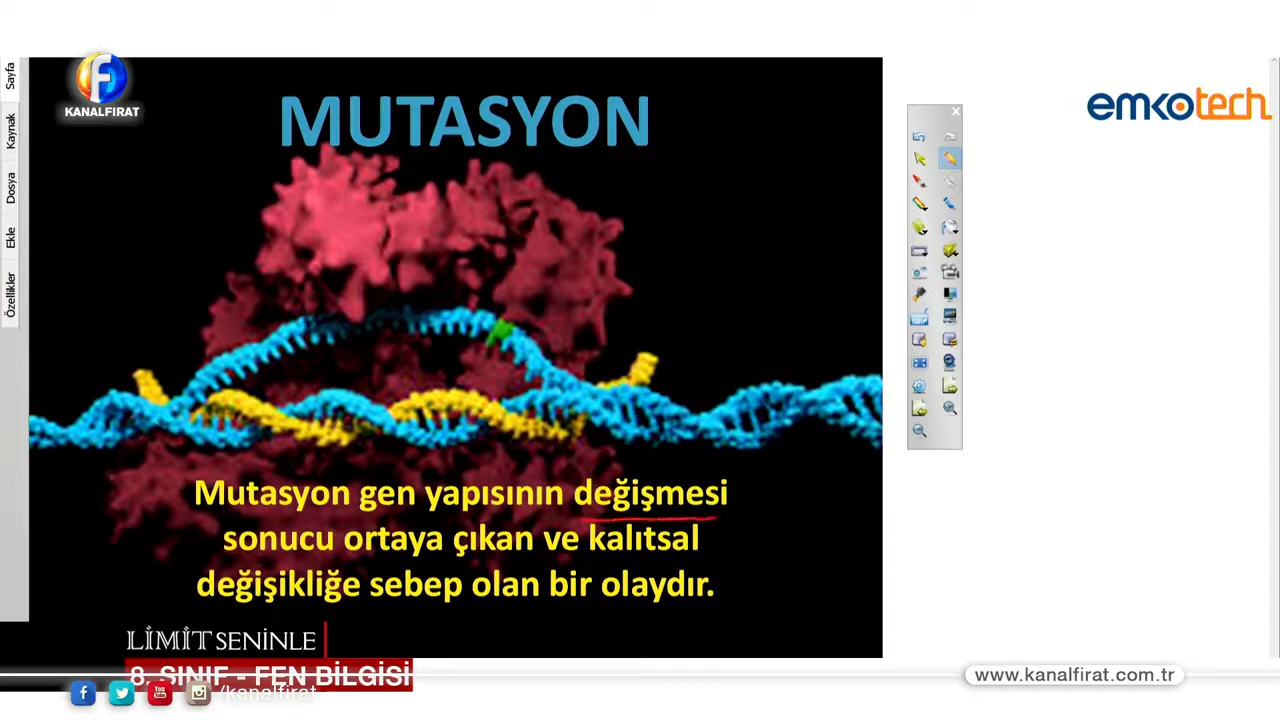 Sayfa
Kaynak
Dosya
Ekle
Özellikler
F
KANALFIRAT
MUTASYON
emkotech
Mutasyon gen yapısının değişmesi
sonucu ortaya çıkan ve kalıtsal
değişikliğe sebep olan bir olaydır.
LİMİT SENİNLE
8. SINIF - FEN BİLGİSİ
/kanalfirat
www.kanalfirat.com.tr